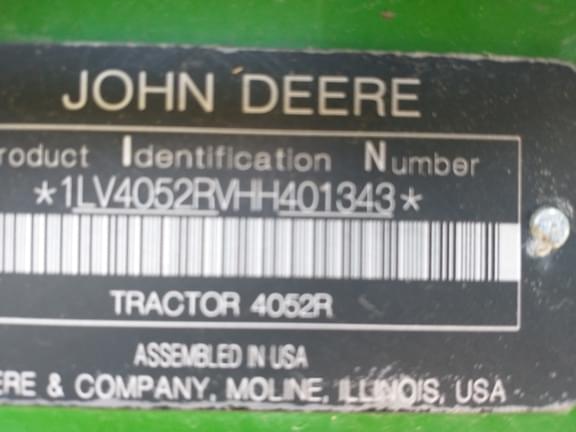 JOHN DEERE
roduct Identification Number
*1LV4052RVHH401343*
TRACTOR 4052R
ASSEMBLED IN USA
ERE & COMPANY, MOLINE, ILLINOIS, USA